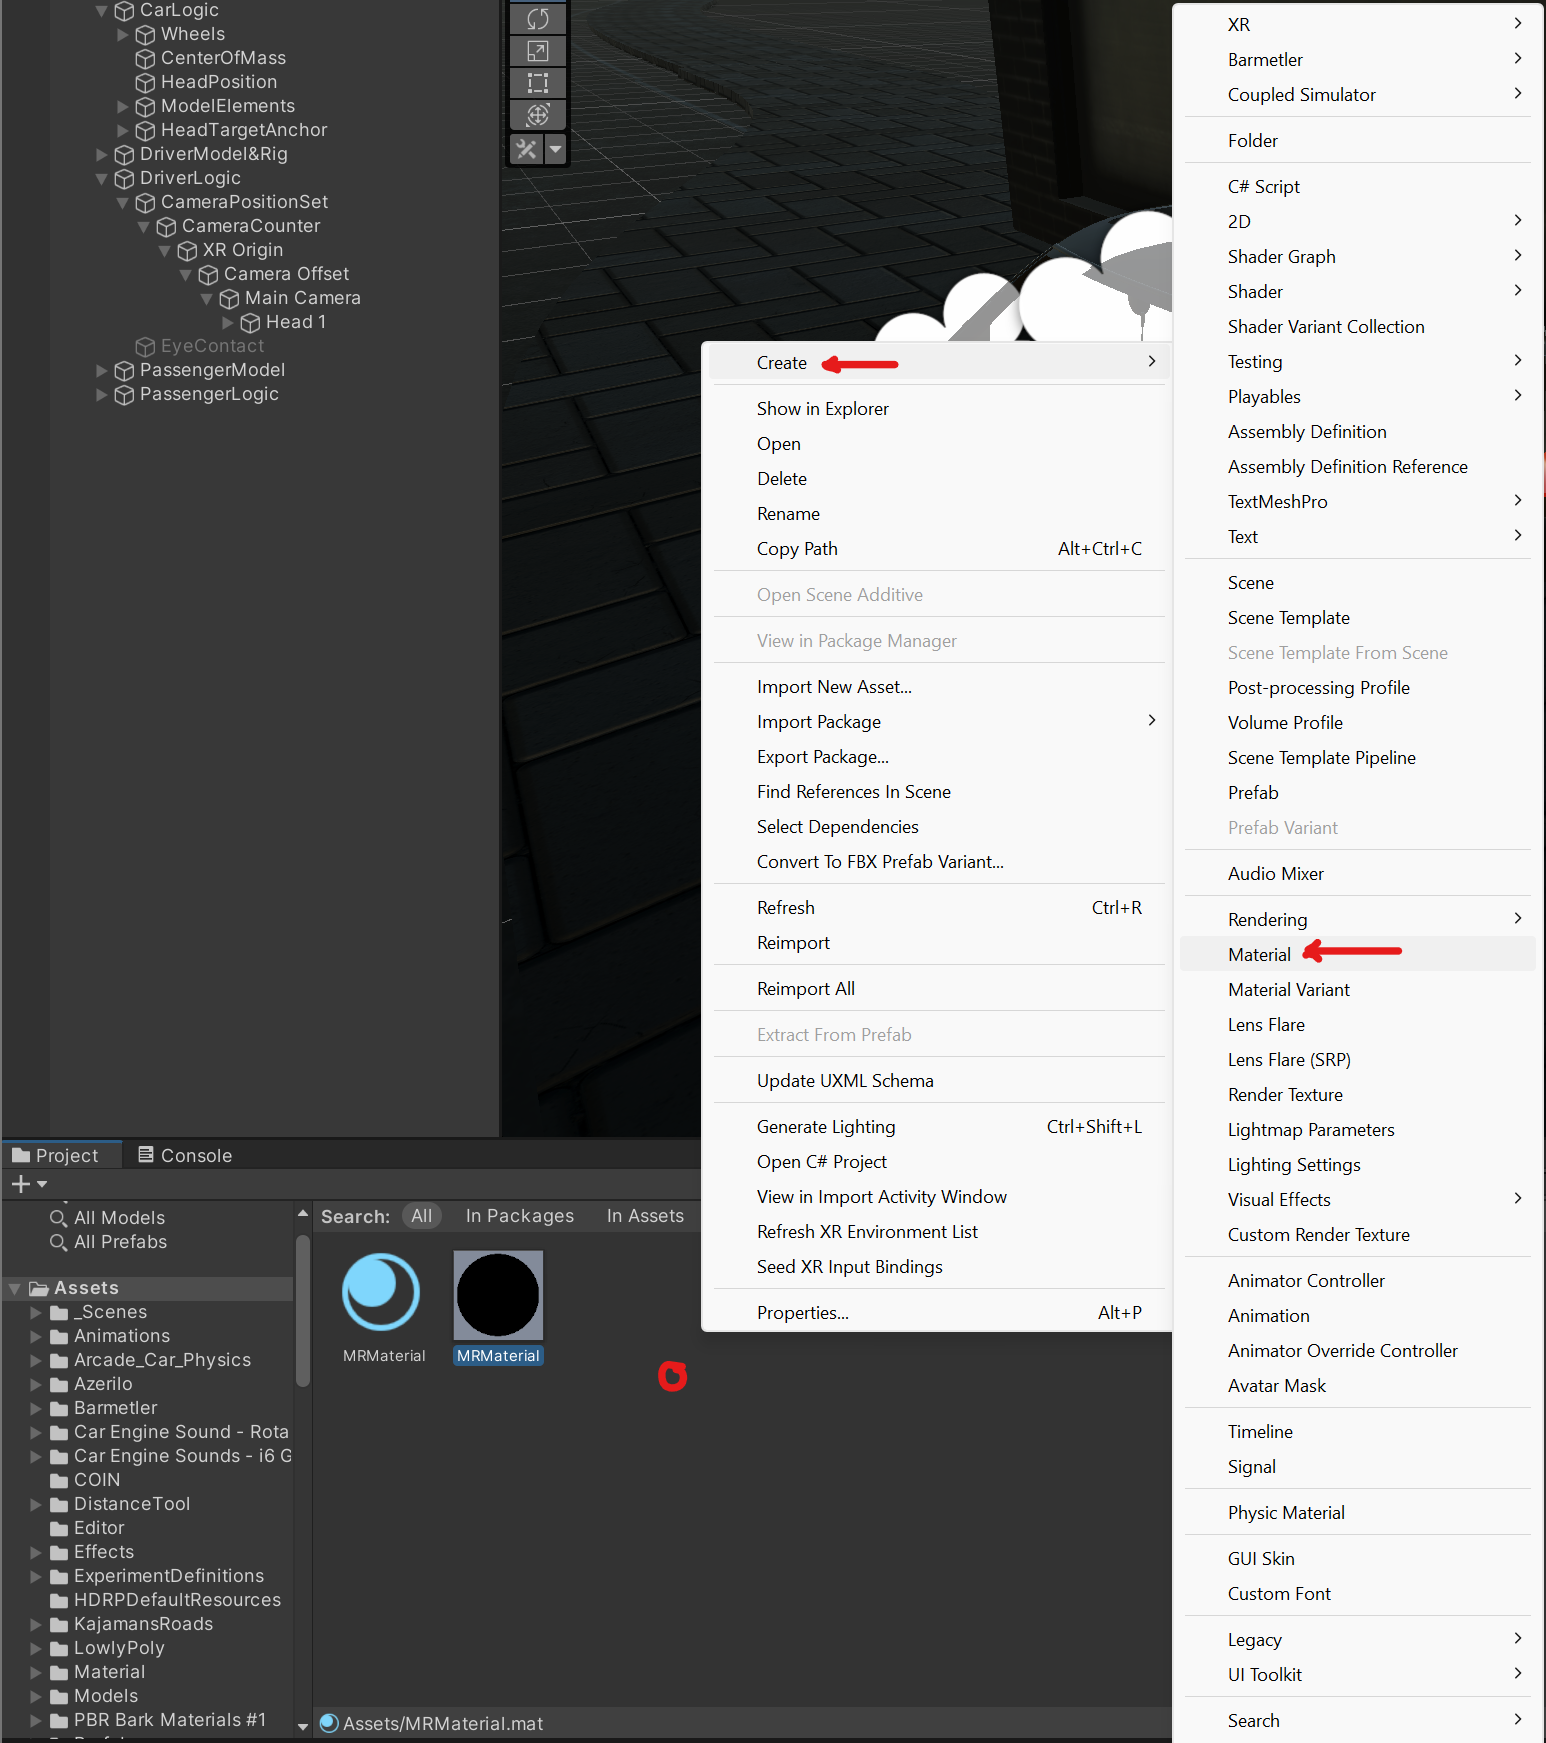 CarLogic
Wheels
CenterOfMass
HeadPosition
ModelElements
HeadTargetAnchor
DriverModel&Rig
DriverLogic
CameraPositionSet
CameraCounter
XR Origin
Camera Offset
Main Camera
Head 1
EyeContact
PassengerModel
PassengerLogic
Create
Show in Explorer
Open
Delete
Rename
Copy Path Alt+Ctrl+C
Open Scene Additive
View in Package Manager
Import New Asset...
Import Package
Export Package...
Find References In Scene
Select Dependencies
Convert To FBX Prefab Variant...
Refresh Ctrl+R
Reimport
Reimport All
Extract From Prefab
Update UXML Schema
Generate Lighting Ctrl+Shift+L
Open C# Project
View in Import Activity Window
Refresh XR Environment List
Seed XR Input Bindings
Properties... Alt+P
XR
Barmetler
Coupled Simulator
Folder
C# Script
2D
Shader Graph
Shader
Shader Variant Collection
Testing
Playables
Assembly Definition
Assembly Definition Reference
TextMeshPro
Text
Scene
Scene Template
Scene Template From Scene
Post-processing Profile
Volume Profile
Scene Template Pipeline
Prefab
Prefab Variant
Audio Mixer
Rendering
Material
Material Variant
Lens Flare
Lens Flare (SRP)
Render Texture
Lightmap Parameters
Lighting Settings
Visual Effects
Custom Render Texture
Animator Controller
Animation
Animator Override Controller
Avatar Mask
Timeline
Signal
Physic Material
GUI Skin
Custom Font
Legacy
UI Toolkit
Search
Project Console
All Models
All Prefabs
Assets
_Scenes
Animations
Arcade_Car_Physics
Azerilo
Barmetler
Car Engine Sound - Rota
Car Engine Sounds - i6 G
COIN
DistanceTool
Editor
Effects
ExperimentDefinitions
HDRPDefaultResources
KajamansRoads
LowlyPoly
Material
Models
PBR Bark Materials #1
Search: All In Packages In Assets
MRMaterial MRMaterial
Assets/MRMaterial.mat